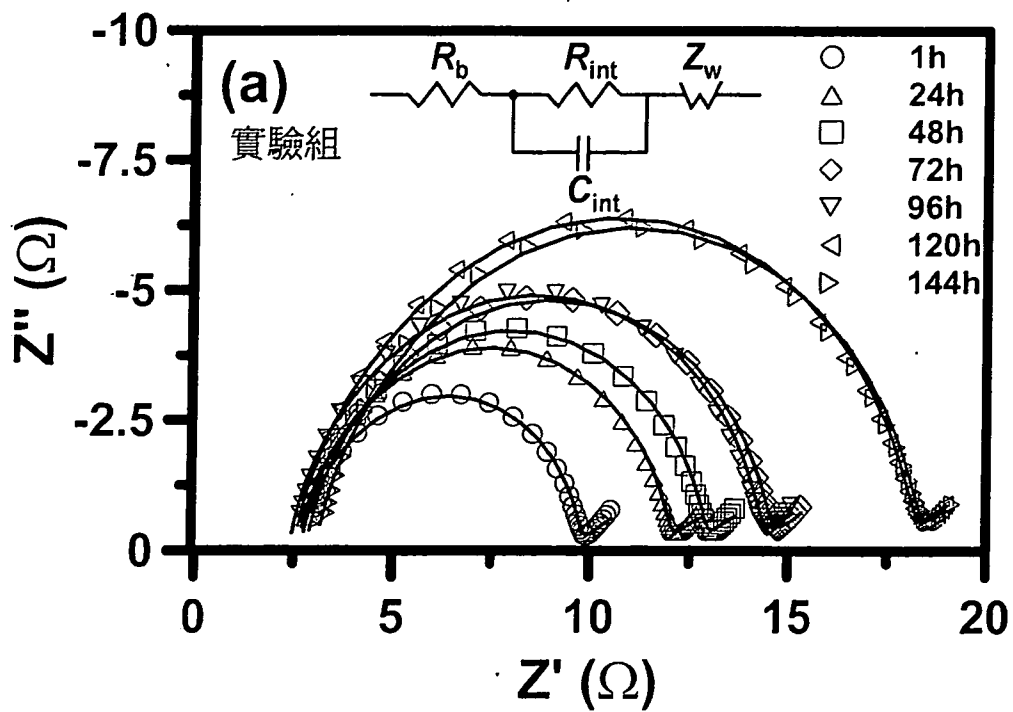 -10
-7.5
-5
-2.5
0
Z" (Ω)
(a)
實驗組
R_b
R_int
Z_w
C_int
1h
24h
48h
72h
96h
120h
144h
0
5
10
15
20
Z' (Ω)